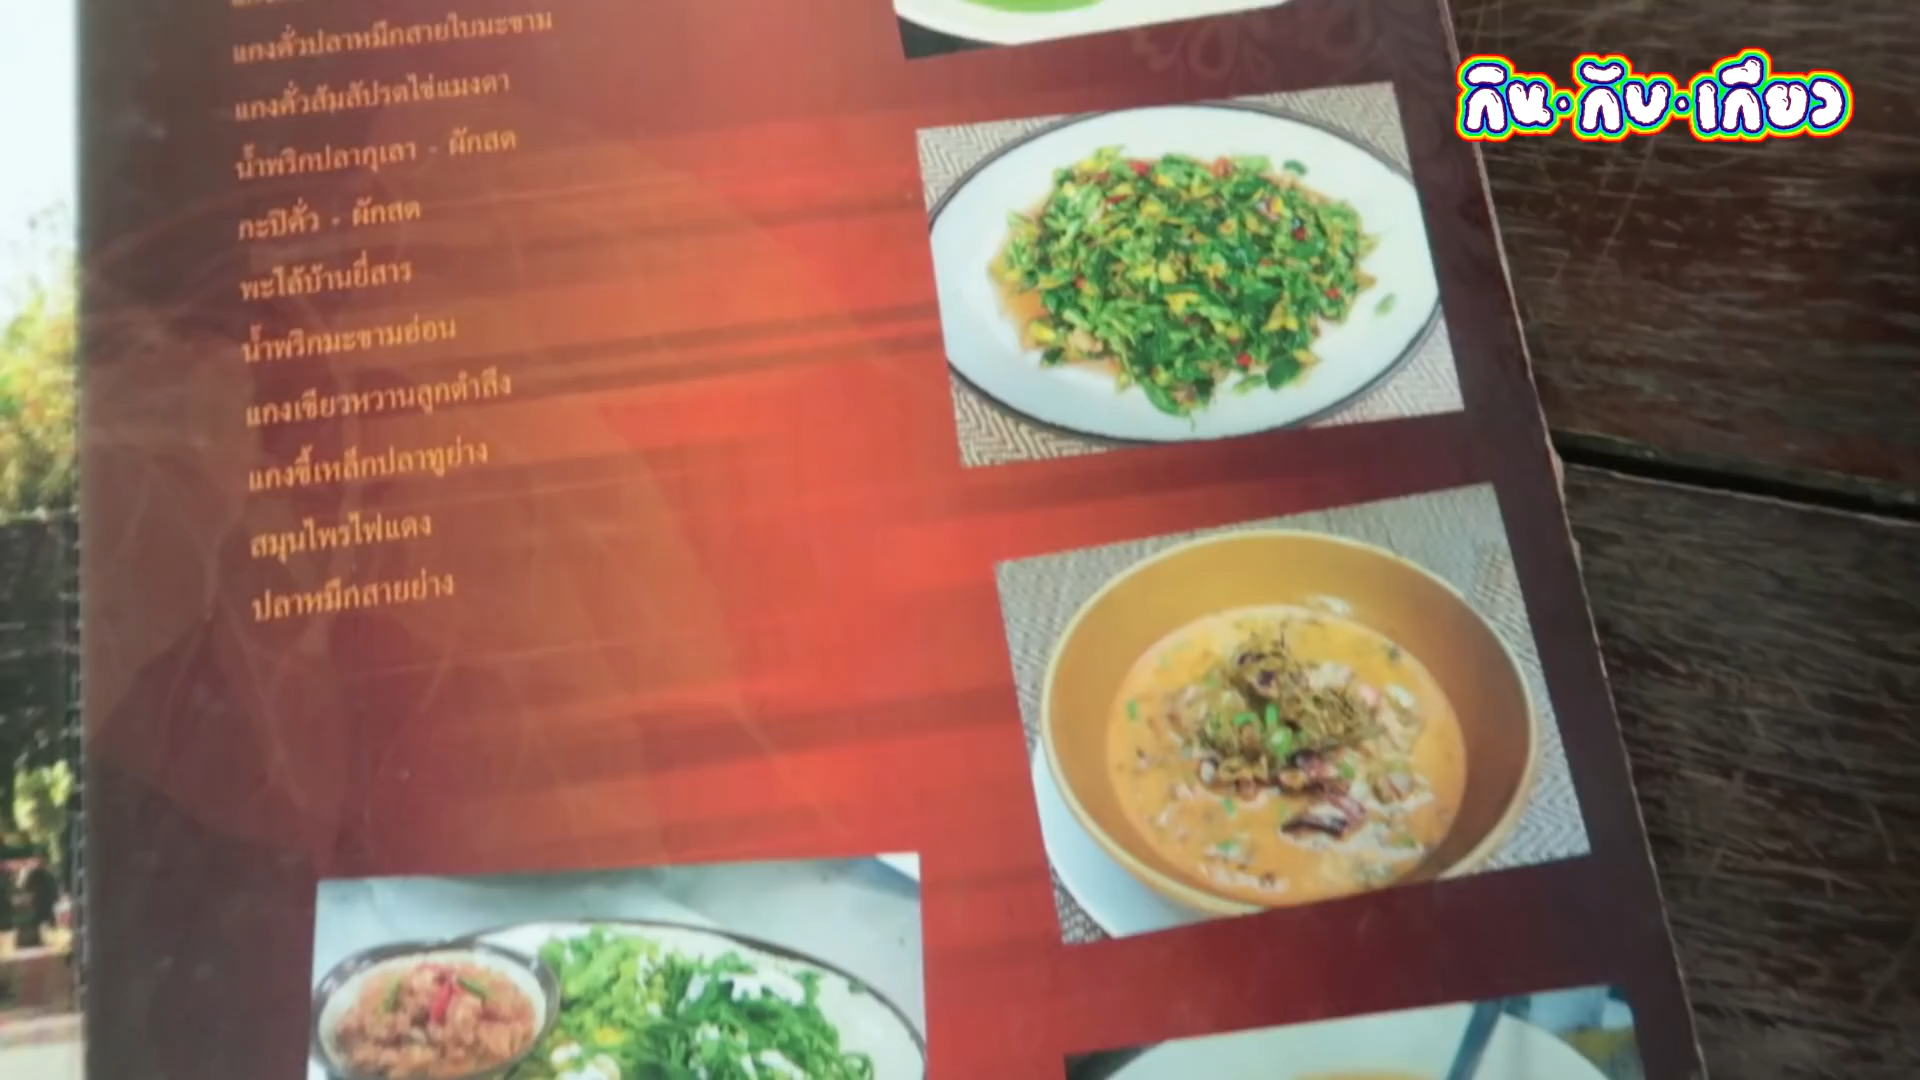 แกงคั่วปลาหมึกสายใบมะขาม
แกงคั่วสัมสัปรดไข่แมงดา
น้ำพริกปลากุเลา - ผักสด
กะปิคั่ว - ผักสด
พะโล้บ้านยี่สาร
น้ำพริกมะขามอ่อน
แกงเขียวหวานลูกตำลึง
แกงขี้เหล็กปลาทูย่าง
สมุนไพรไฟแดง
ปลาหมึกสายย่าง
กิน•กับ•เกียว